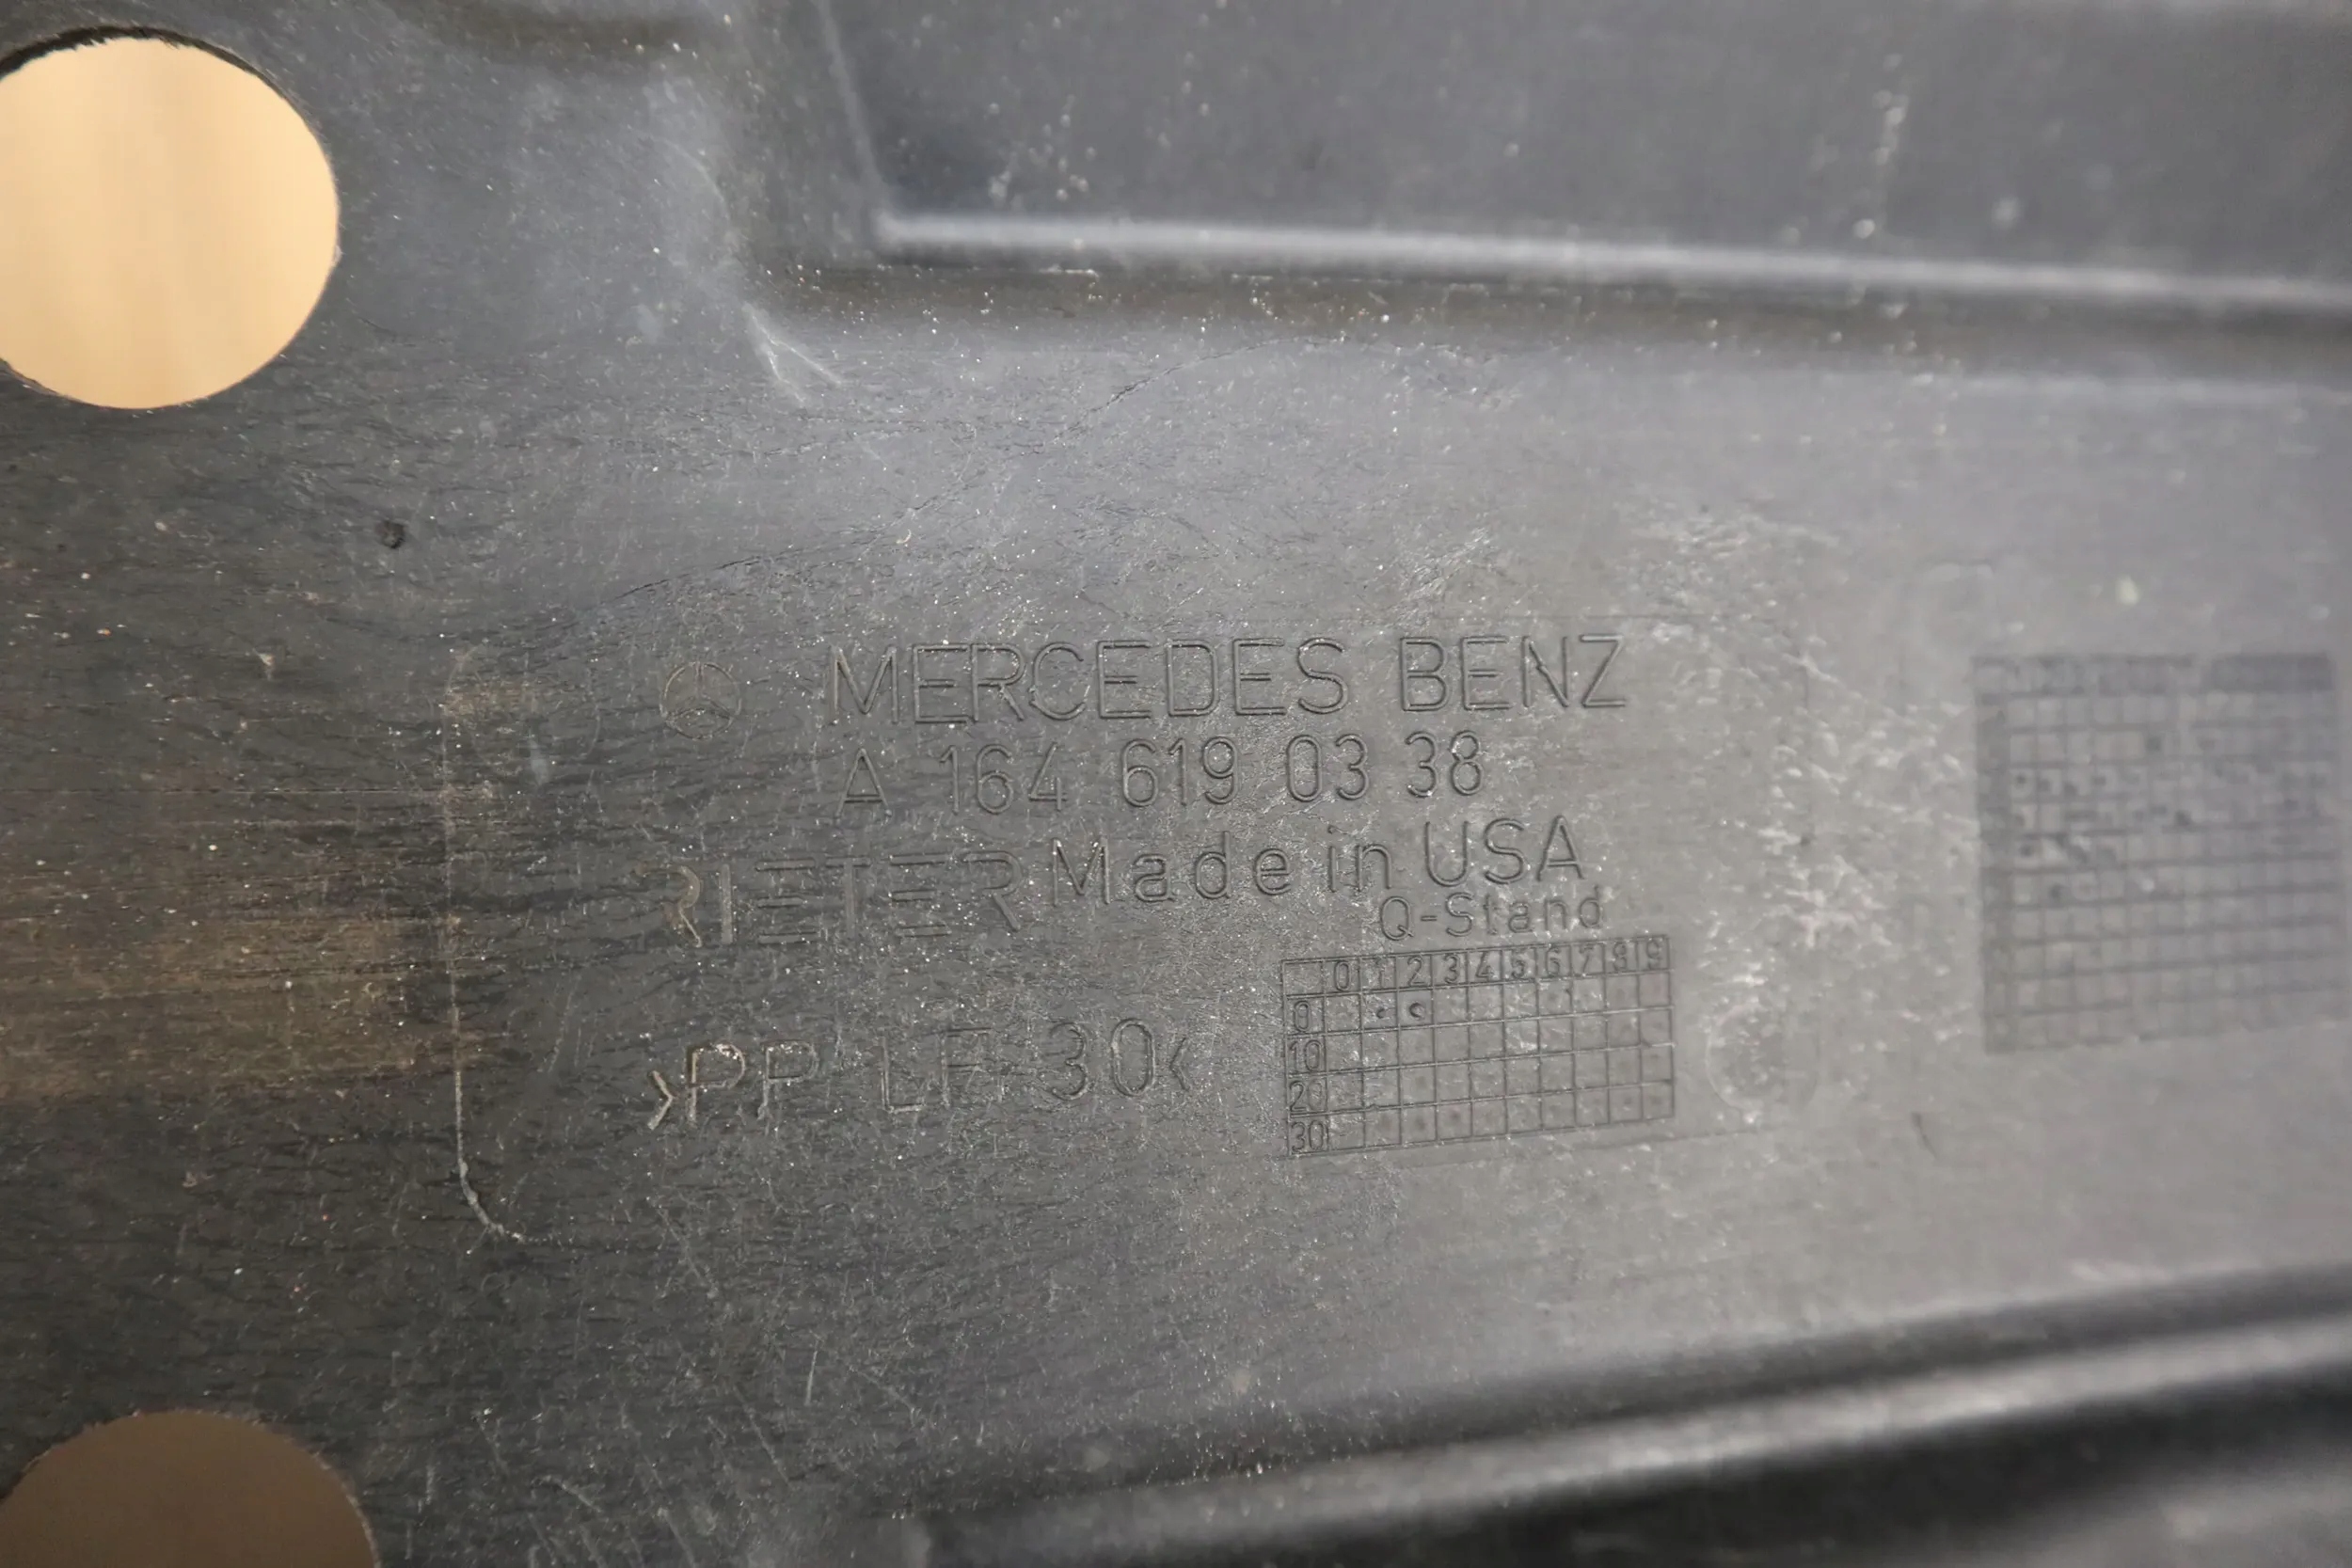 MERCEDES BENZ
A 164 619 03 38
RIETER Made in USA
Q-Stand
0 1 2 3 4 5 6 7 8 9
0
10
20
30
>PP LFT 30<